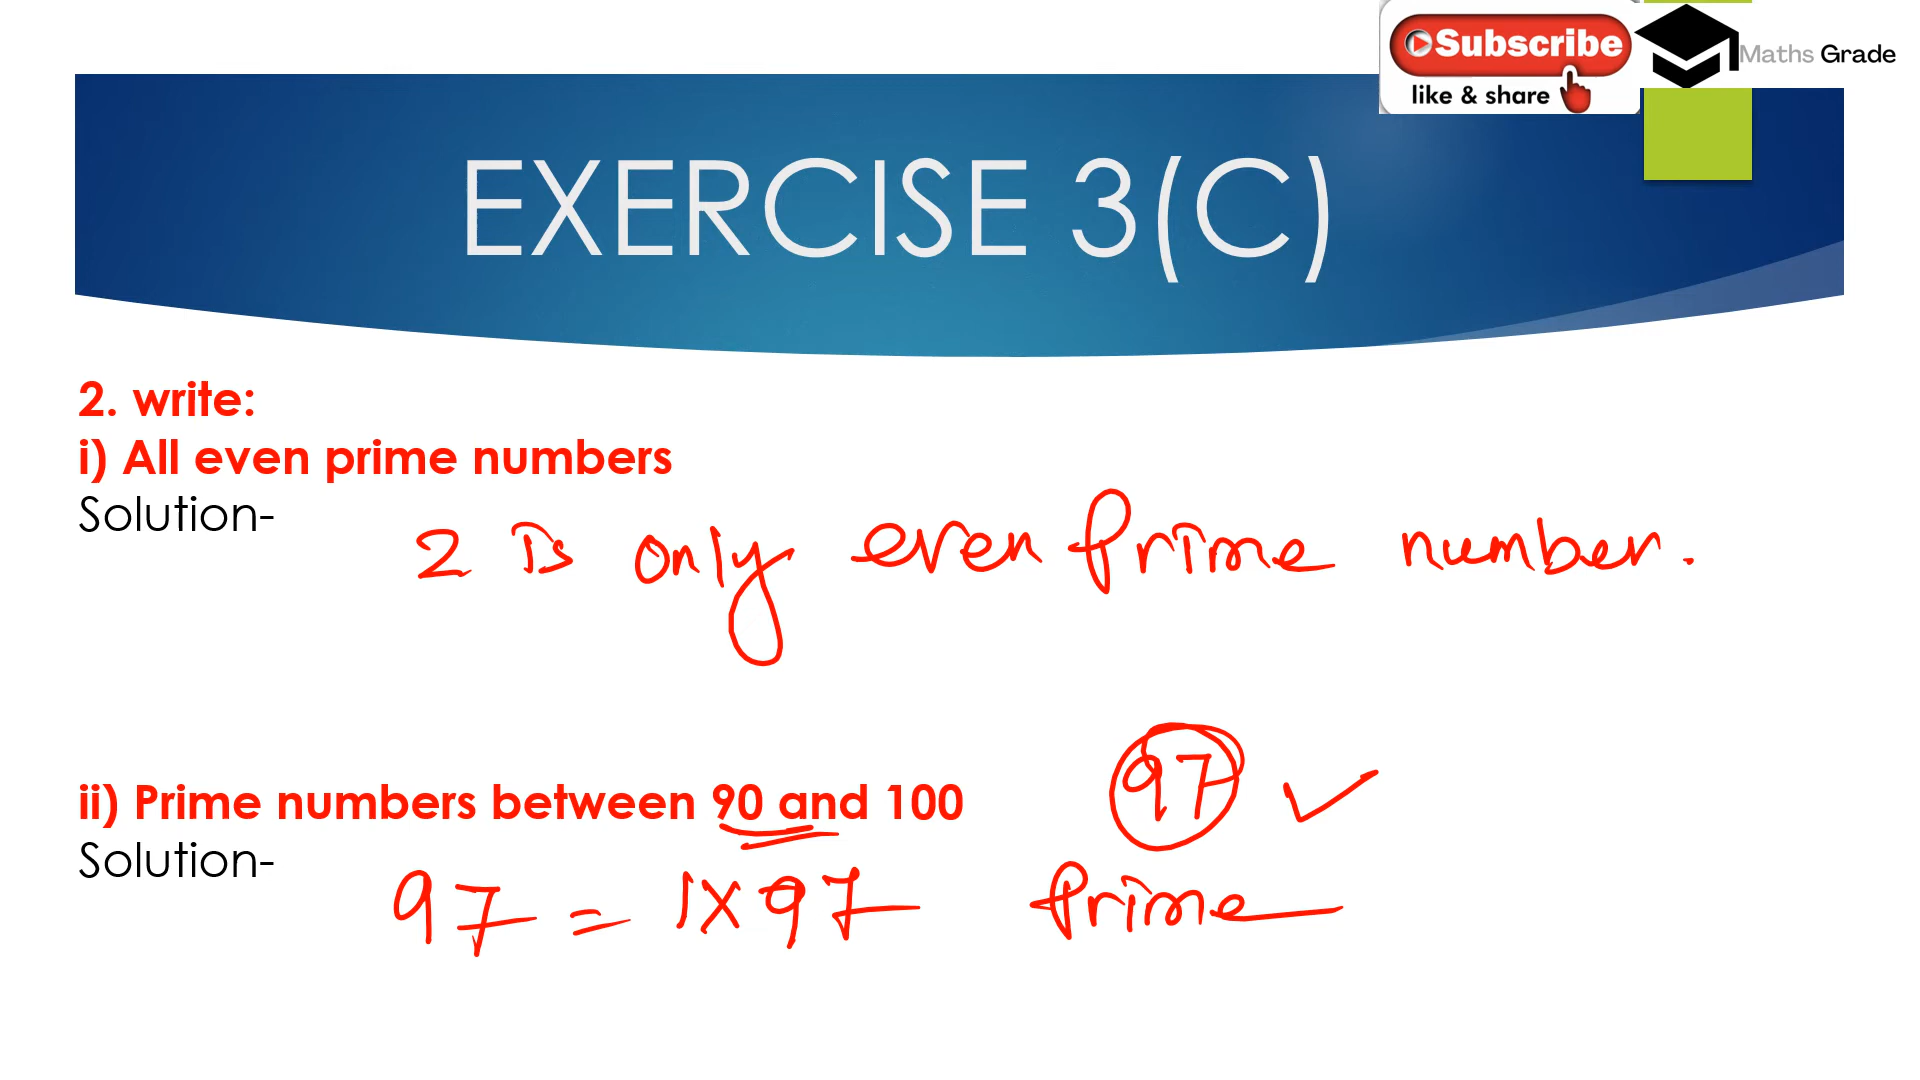 Subscribe
like & share
Maths Grade
EXERCISE 3(C)
2. write:
i) All even prime numbers
Solution-
2 is only even prime number.
97
ii) Prime numbers between 90 and 100
Solution-
97 = 1x97 prime